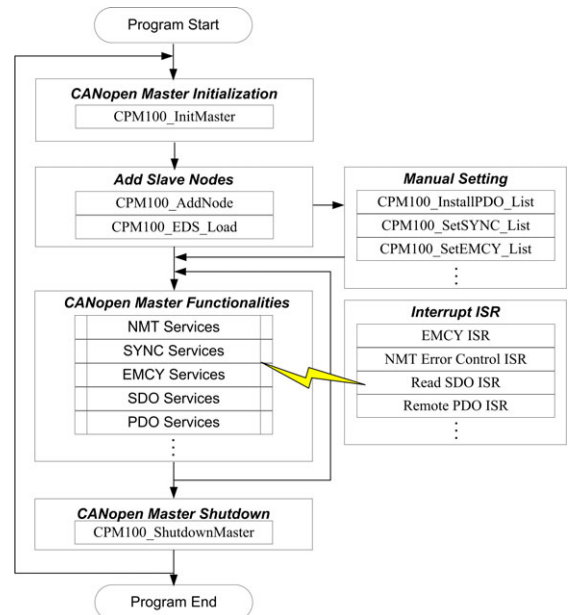 Program Start
CANopen Master Initialization
CPM100_InitMaster
Add Slave Nodes
CPM100_AddNode
CPM100_EDS_Load
Manual Setting
CPM100_InstallPDO_List
CPM100_SetSYNC_List
CPM100_SetEMCY_List
⋮
CANopen Master Functionalities
NMT Services
SYNC Services
EMCY Services
SDO Services
PDO Services
⋮
Interrupt ISR
EMCY ISR
NMT Error Control ISR
Read SDO ISR
Remote PDO ISR
⋮
CANopen Master Shutdown
CPM100_ShutdownMaster
Program End